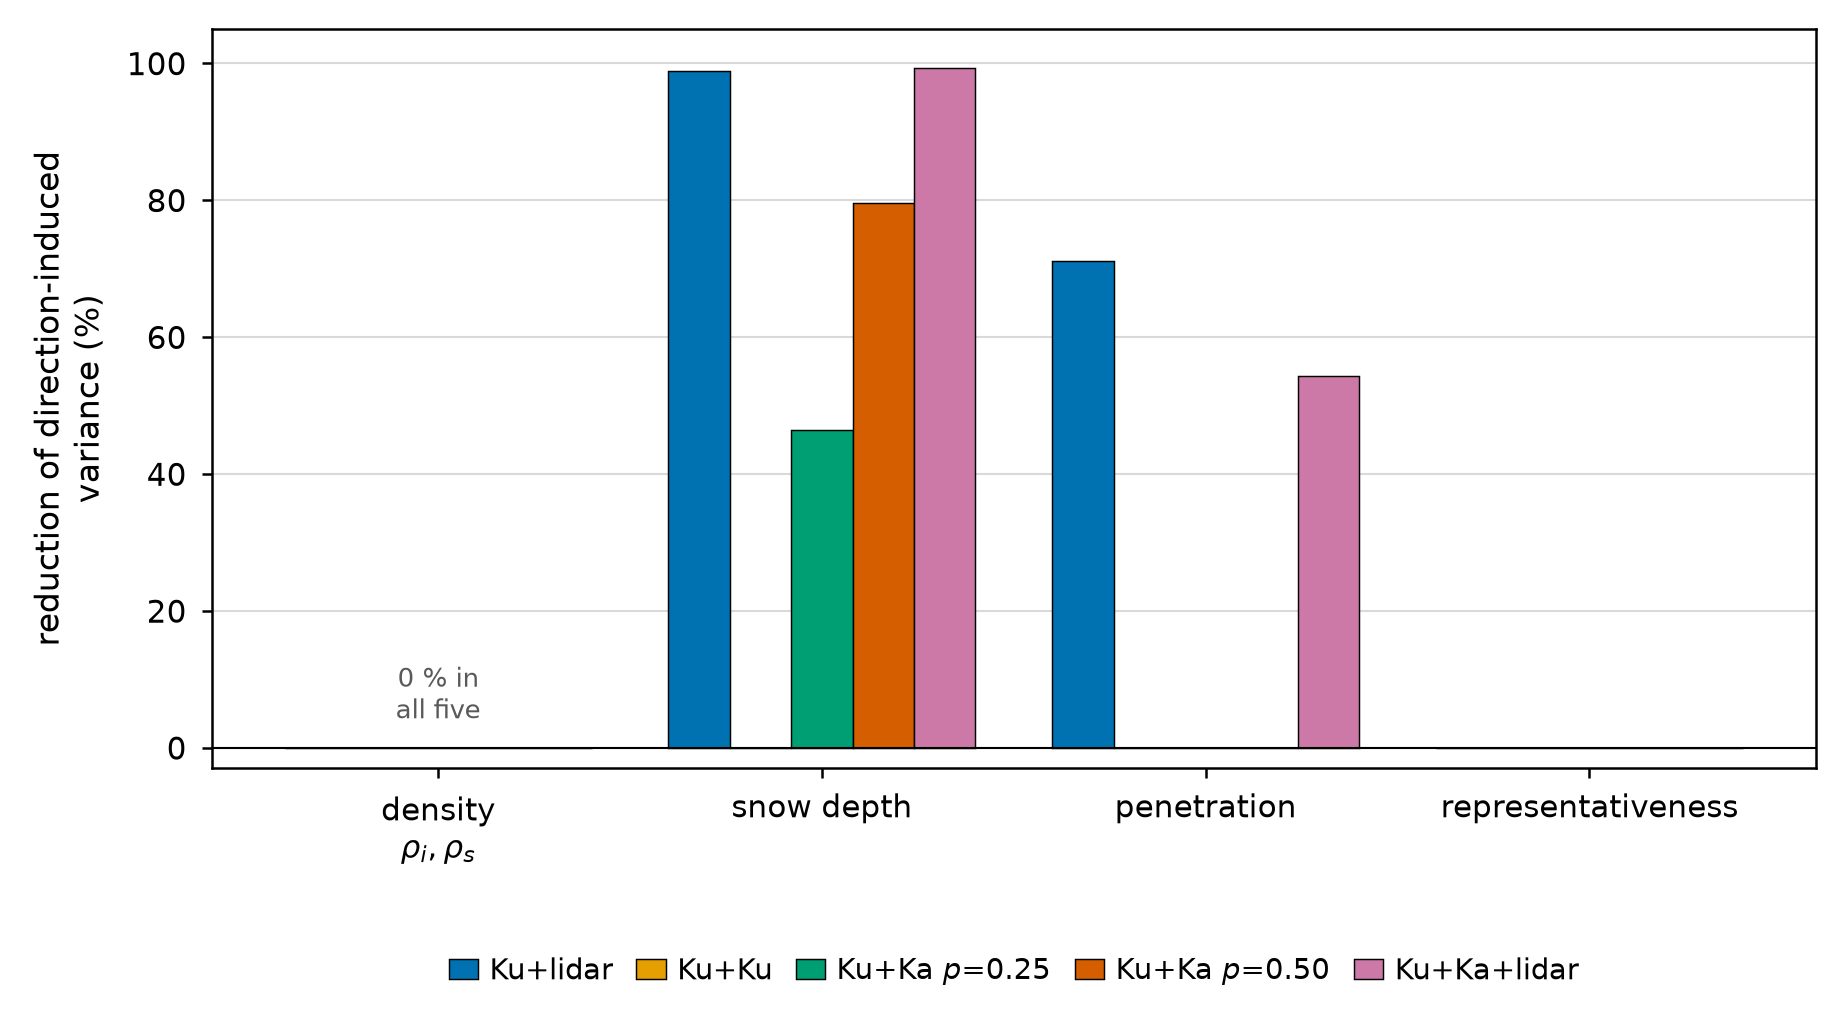 reduction of direction-induced
variance (%)
100
80
60
40
20
0
0 % in
all five
density
ρi, ρs
snow depth
penetration
representativeness
Ku+lidar
Ku+Ku
Ku+Ka p=0.25
Ku+Ka p=0.50
Ku+Ka+lidar